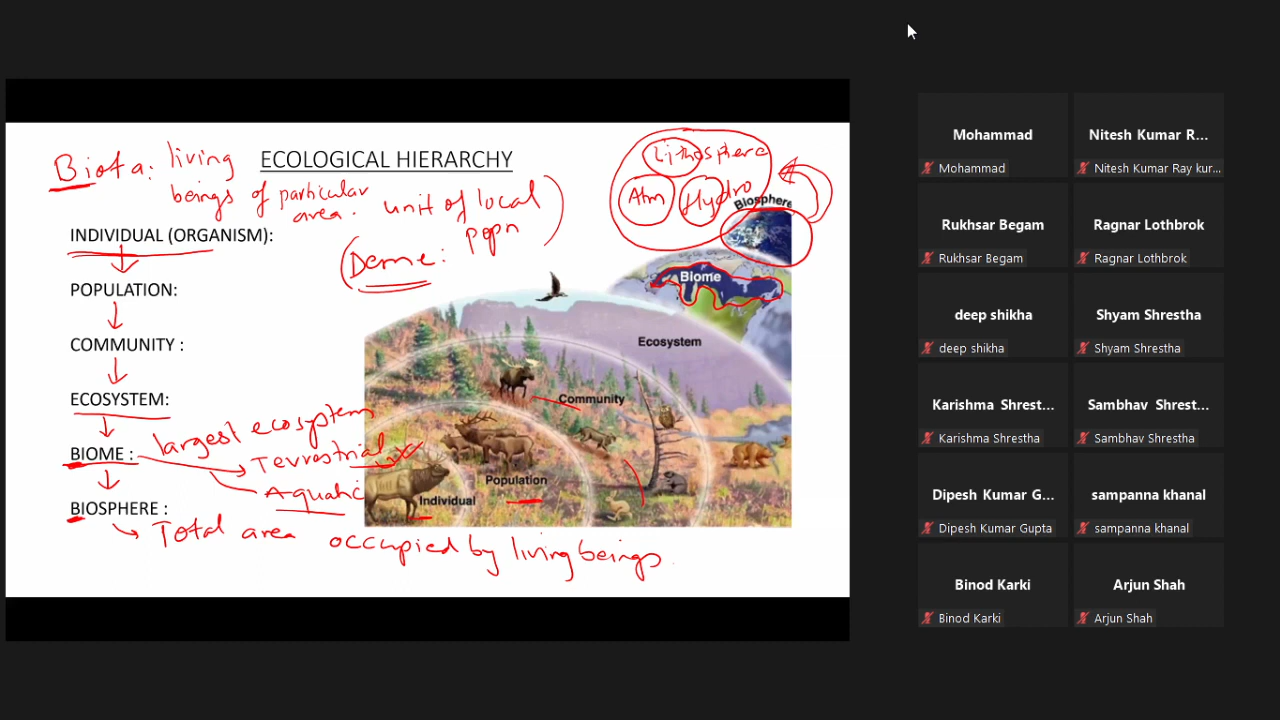 Biota: living
beings of particular
area.
ECOLOGICAL HIERARCHY
unit of local
popn
(Deme:
Lithosphere
Atm
Hydro
Biosphere
INDIVIDUAL (ORGANISM):
POPULATION:
COMMUNITY :
ECOSYSTEM:
BIOME :
largest ecosystem
Terrestrial
Aquatic
BIOSPHERE :
Total area occupied by living beings.
Biome
Ecosystem
Community
Population
Individual
Mohammad
Mohammad
Nitesh Kumar R...
Nitesh Kumar Ray kur...
Rukhsar Begam
Rukhsar Begam
Ragnar Lothbrok
Ragnar Lothbrok
deep shikha
deep shikha
Shyam Shrestha
Shyam Shrestha
Karishma Shrest...
Karishma Shrestha
Sambhav Shrest...
Sambhav Shrestha
Dipesh Kumar G...
Dipesh Kumar Gupta
sampanna khanal
sampanna khanal
Binod Karki
Binod Karki
Arjun Shah
Arjun Shah